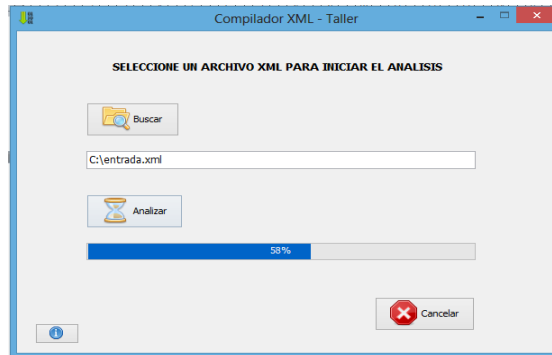 Compilador XML - Taller
SELECCIONE UN ARCHIVO XML PARA INICIAR EL ANALISIS
Buscar
C:\entrada.xml
Analizar
58%
Cancelar